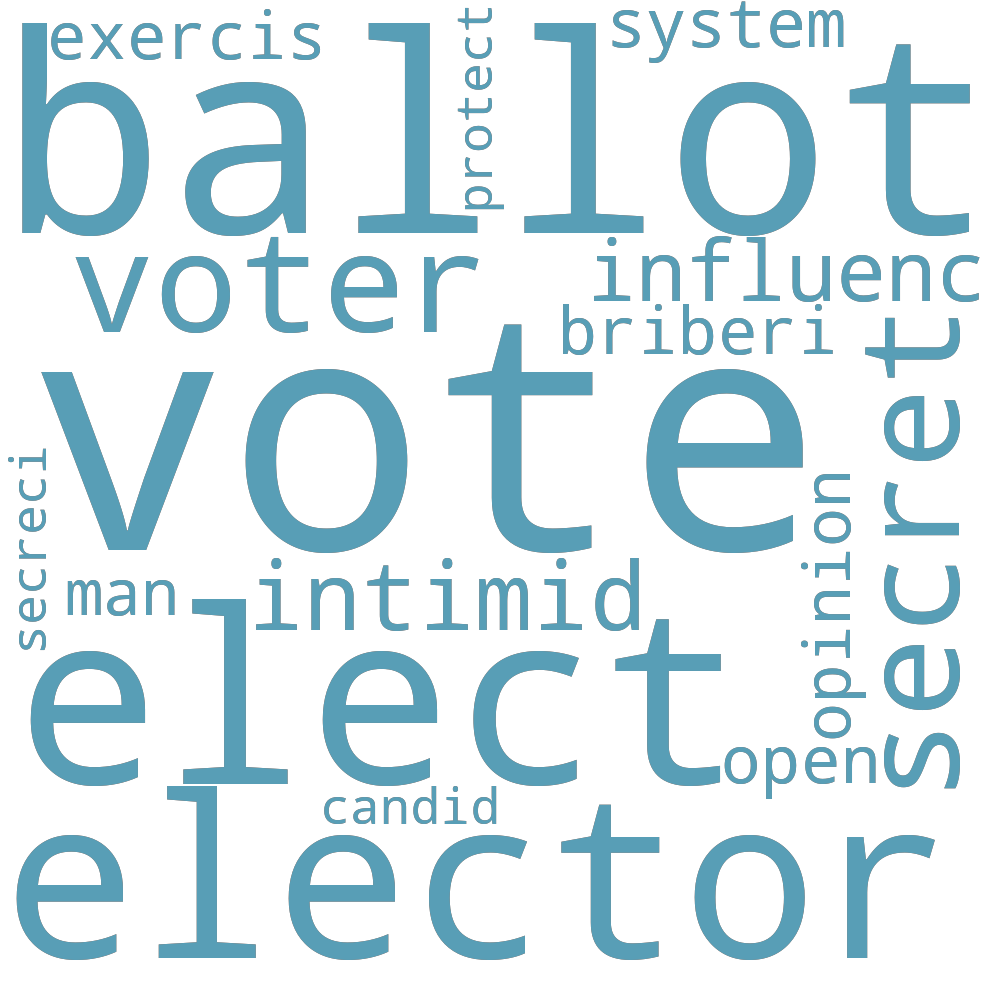 exercis
protect
system
ballot
voter
influenc
briberi
vote
secret
secreci
opinion
man
intimid
elect
open
candid
elector